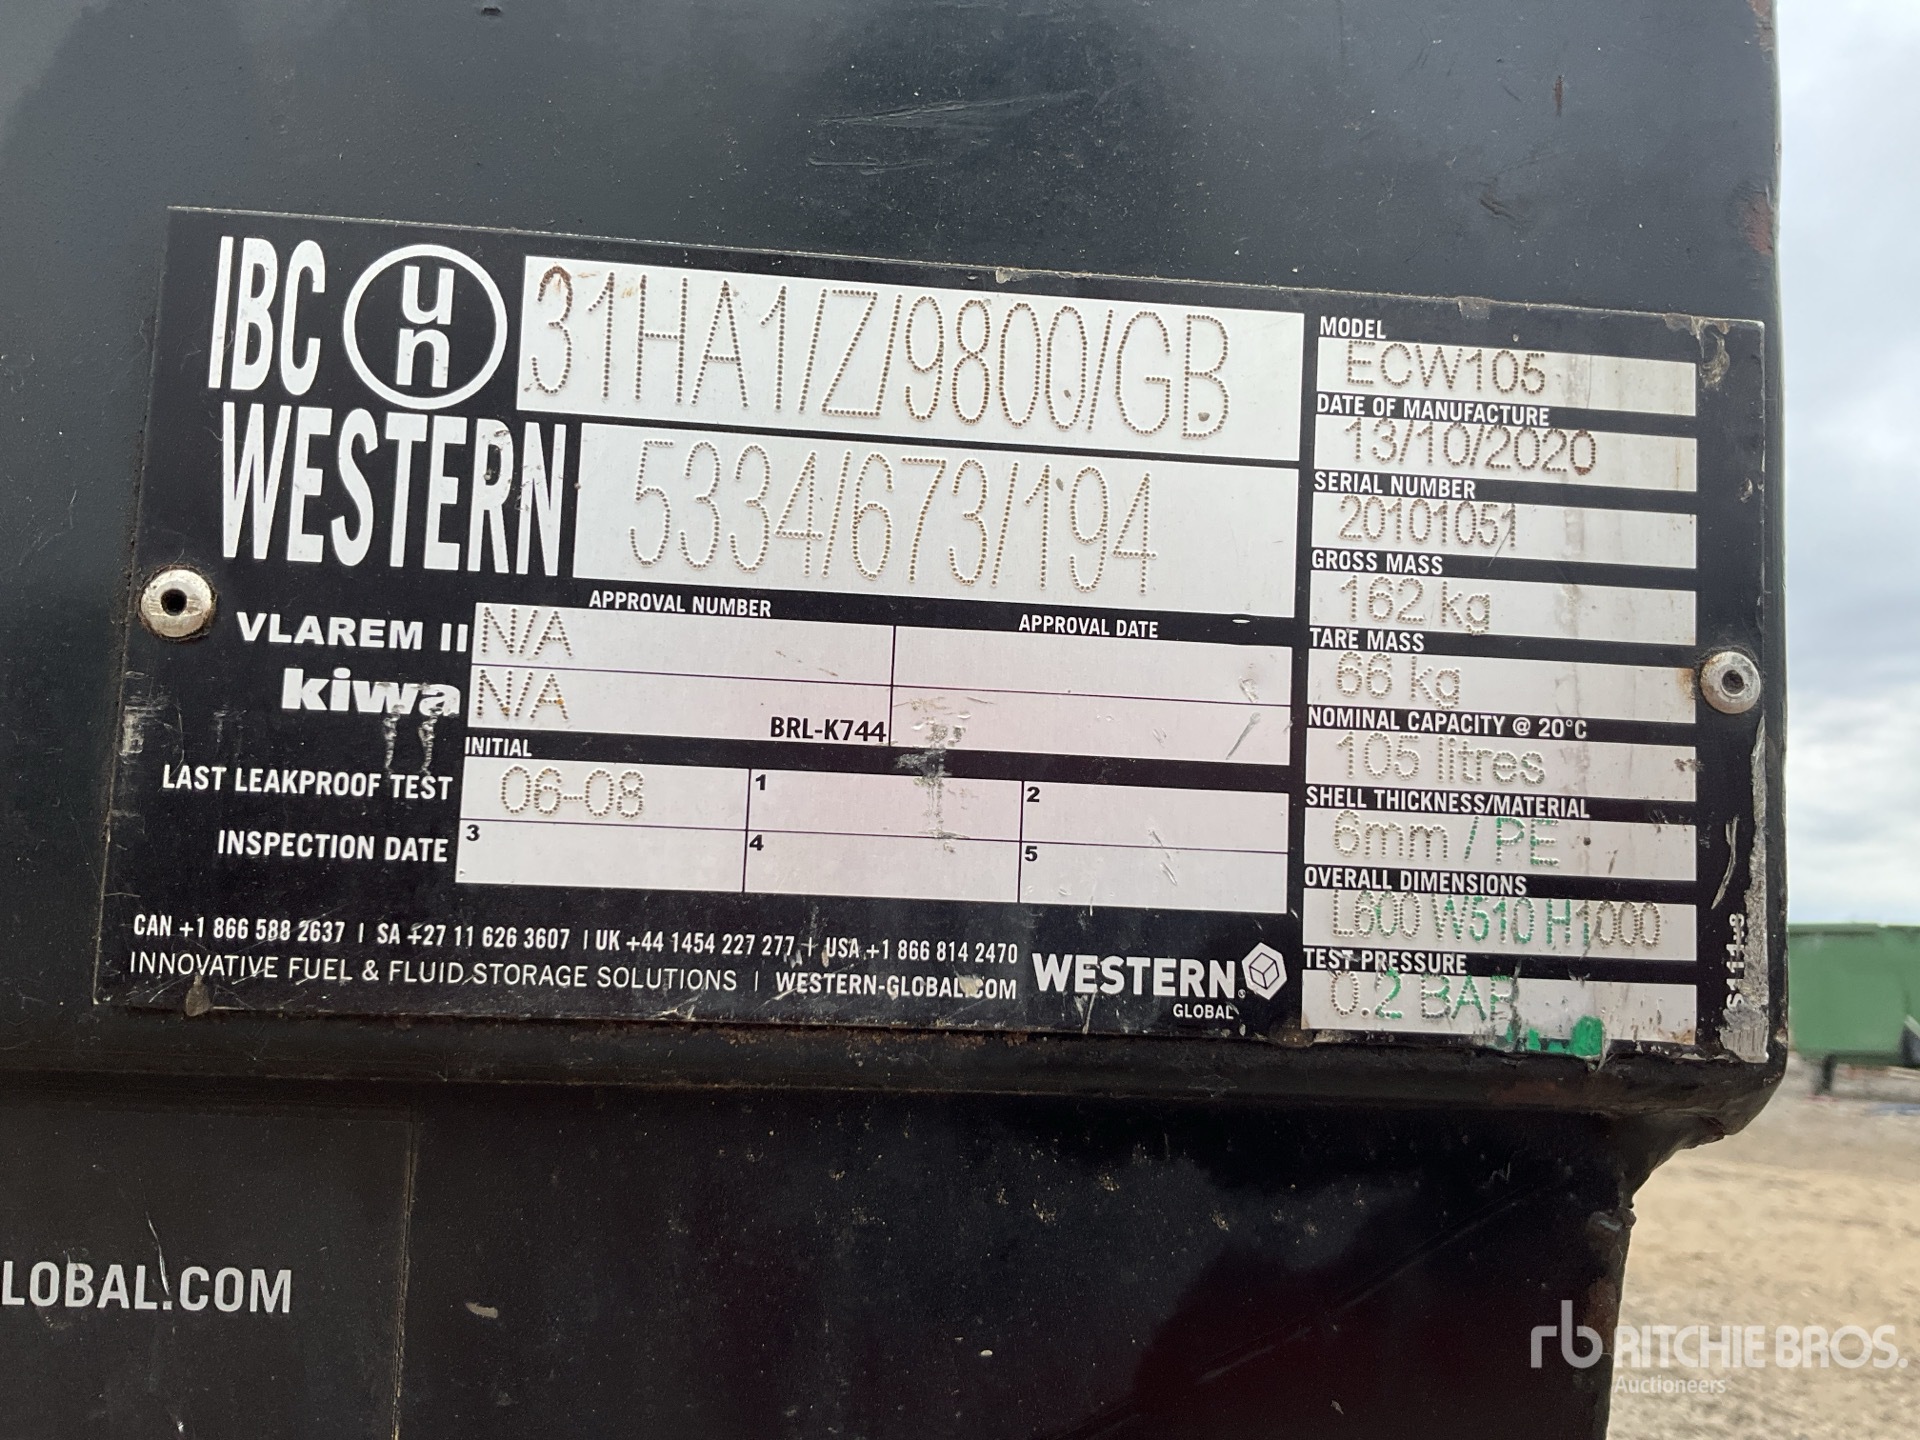 IBC un 31HA1/Z/9800/GB
WESTERN 5334/673/194
APPROVAL NUMBER APPROVAL DATE
VLAREM II N/A
kiwa N/A BRL-K744
INITIAL
LAST LEAKPROOF TEST 06-08 1 2
INSPECTION DATE 3 4 5
CAN +1 866 588 2637 | SA +27 11 626 3607 | UK +44 1454 227 277 | USA +1 866 814 2470
INNOVATIVE FUEL & FLUID STORAGE SOLUTIONS | WESTERN-GLOBAL.COM
WESTERN
GLOBAL
MODEL
ECW105
DATE OF MANUFACTURE
13/10/2020
SERIAL NUMBER
20101051
GROSS MASS
162 kg
TARE MASS
66 kg
NOMINAL CAPACITY @ 20°C
105 litres
SHELL THICKNESS/MATERIAL
6mm / PE
OVERALL DIMENSIONS
L600 W510 H1000
TEST PRESSURE
0.2 BAR
LOBAL.COM
rb RITCHIE BROS.
Auctioneers